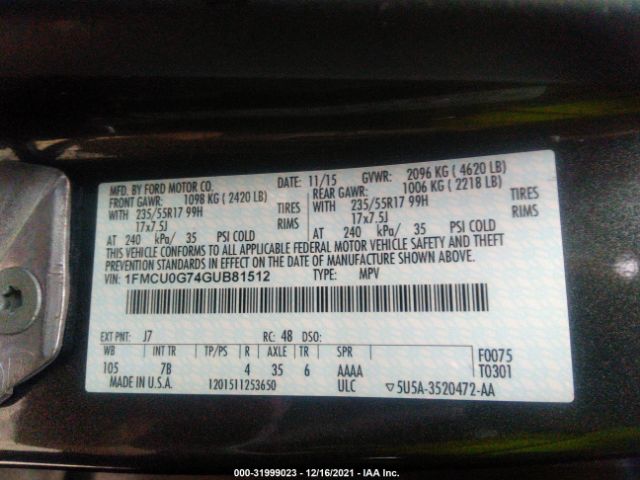 MFD. BY FORD MOTOR CO. DATE: 11/15 GVWR: 2096 KG ( 4620 LB)
FRONT GAWR: 1098 KG ( 2420 LB) REAR GAWR: 1006 KG ( 2218 LB)
WITH 235/55R17 99H TIRES WITH 235/55R17 99H TIRES
17x7.5J RIMS 17x7.5J RIMS
AT 240 kPa/ 35 PSI COLD AT 240 kPa/ 35 PSI COLD
THIS VEHICLE CONFORMS TO ALL APPLICABLE FEDERAL MOTOR VEHICLE SAFETY AND THEFT
PREVENTION STANDARDS IN EFFECT ON THE DATE OF MANUFACTURE SHOWN ABOVE.
VIN: 1FMCU0G74GUB81512 TYPE: MPV
EXT PNT: J7 RC: 48 DSO:
WB INT TR TP/PS R AXLE TR SPR F0075
105 7B 4 35 6 AAAA T0301
MADE IN U.S.A. 1201511253650 ULC ▽5U5A-3520472-AA
000-31999023 - 12/16/2021 - IAA Inc.